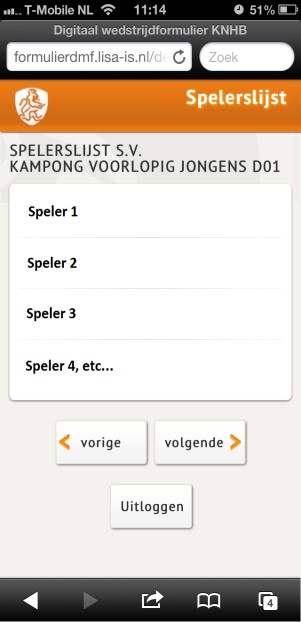 T-Mobile NL 11:14 51%
Digitaal wedstrijdformulier KNHB
formulierdmf.lisa-is.nl/de Zoek
Spelerslijst
SPELERSLIJST S.V.
KAMPONG VOORLOPIG JONGENS D01
Speler 1
Speler 2
Speler 3
Speler 4, etc...
vorige volgende
Uitloggen
4